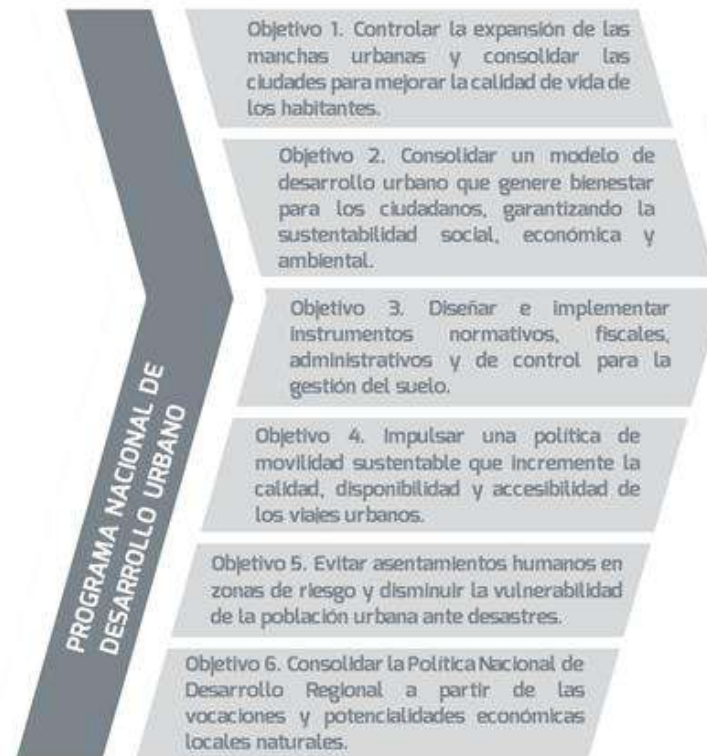 Objetivo 1. Controlar la expansión de las
manchas urbanas y consolidar las
ciudades para mejorar la calidad de vida de
los habitantes.
Objetivo 2. Consolidar un modelo de
desarrollo urbano que genere bienestar
para los ciudadanos, garantizando la
sustentabilidad social, económica y
ambiental.
Objetivo 3. Diseñar e implementar
instrumentos normativos, fiscales,
administrativos y de control para la
gestión del suelo.
Objetivo 4. Impulsar una política de
movilidad sustentable que incremente la
calidad, disponibilidad y accesibilidad de
los viajes urbanos.
Objetivo 5. Evitar asentamientos humanos en
zonas de riesgo y disminuir la vulnerabilidad
de la población urbana ante desastres.
Objetivo 6. Consolidar la Política Nacional de
Desarrollo Regional a partir de las
vocaciones y potencialidades económicas
locales naturales.
PROGRAMA NACIONAL DE
DESARROLLO URBANO